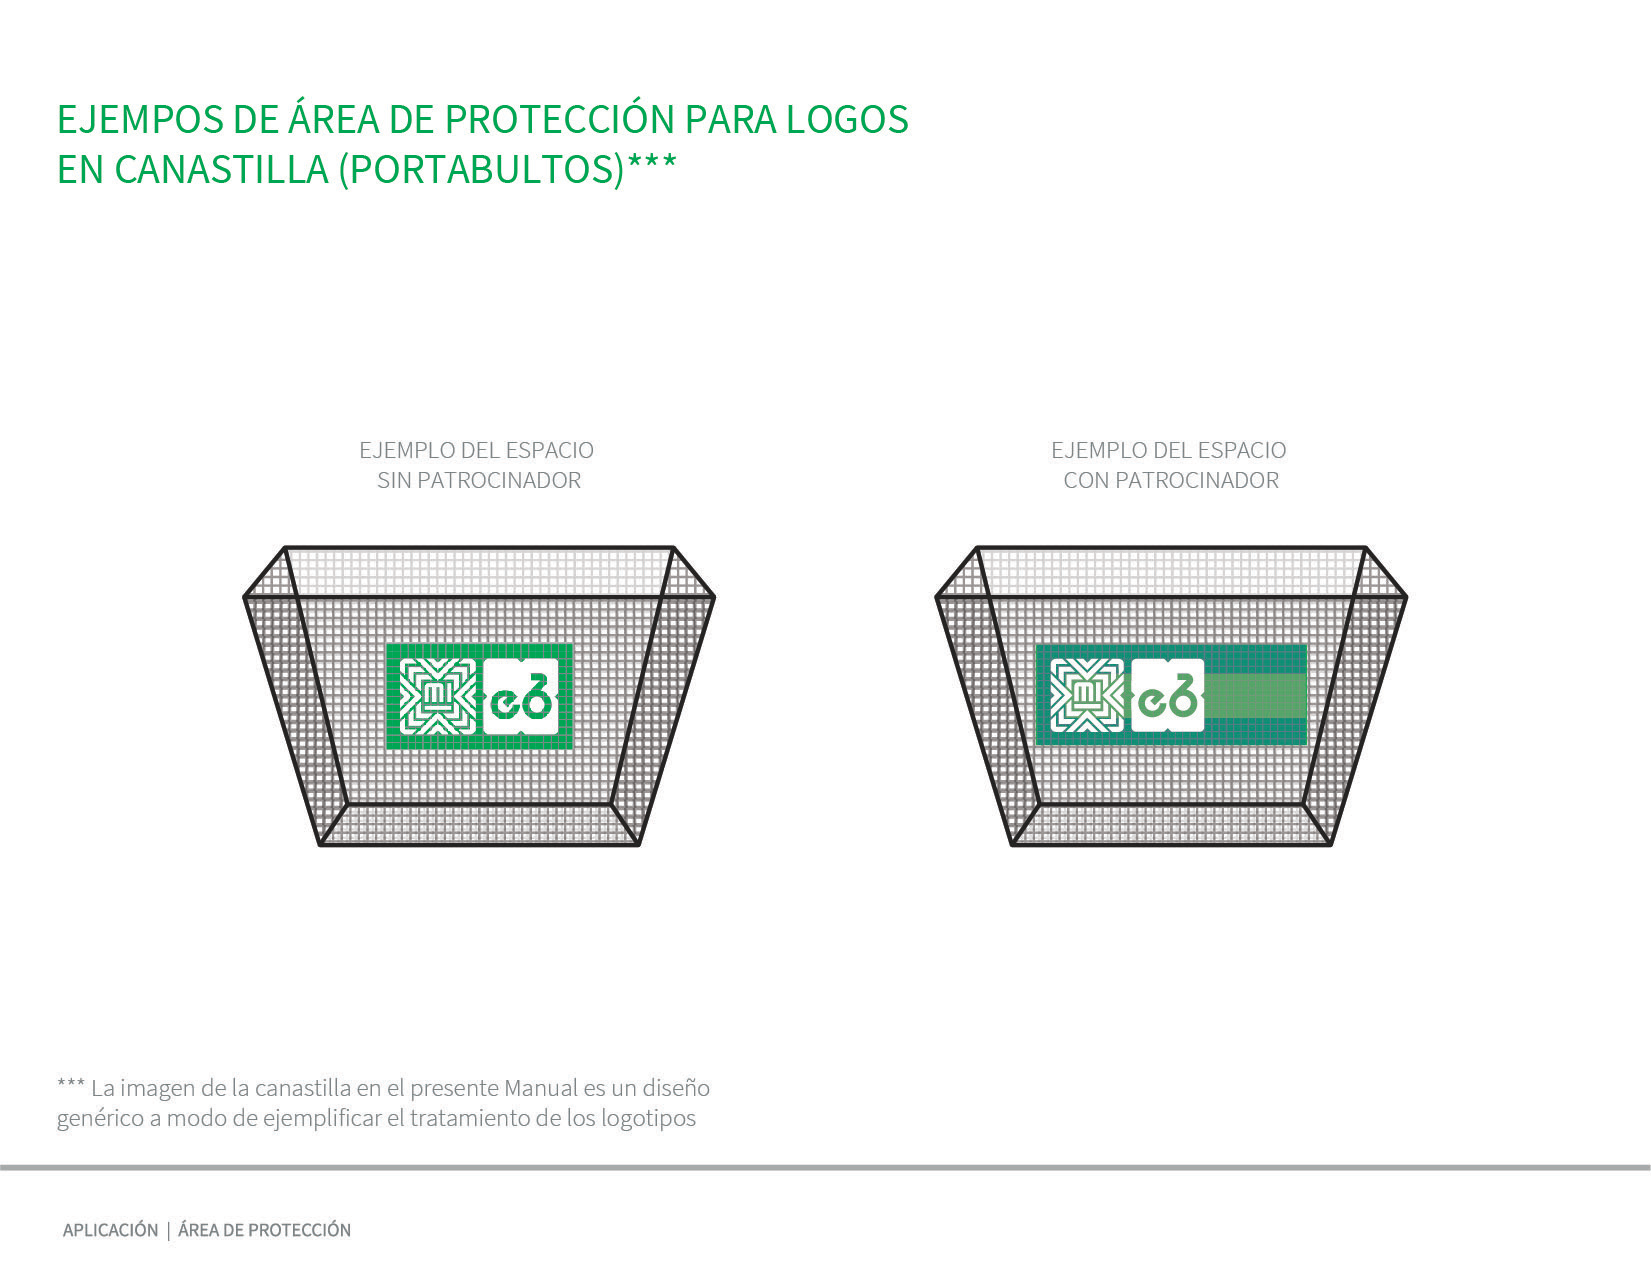 EJEMPOS DE ÁREA DE PROTECCIÓN PARA LOGOS
EN CANASTILLA (PORTABULTOS)***
EJEMPLO DEL ESPACIO
SIN PATROCINADOR
EJEMPLO DEL ESPACIO
CON PATROCINADOR
*** La imagen de la canastilla en el presente Manual es un diseño
genérico a modo de ejemplificar el tratamiento de los logotipos
APLICACIÓN | ÁREA DE PROTECCIÓN